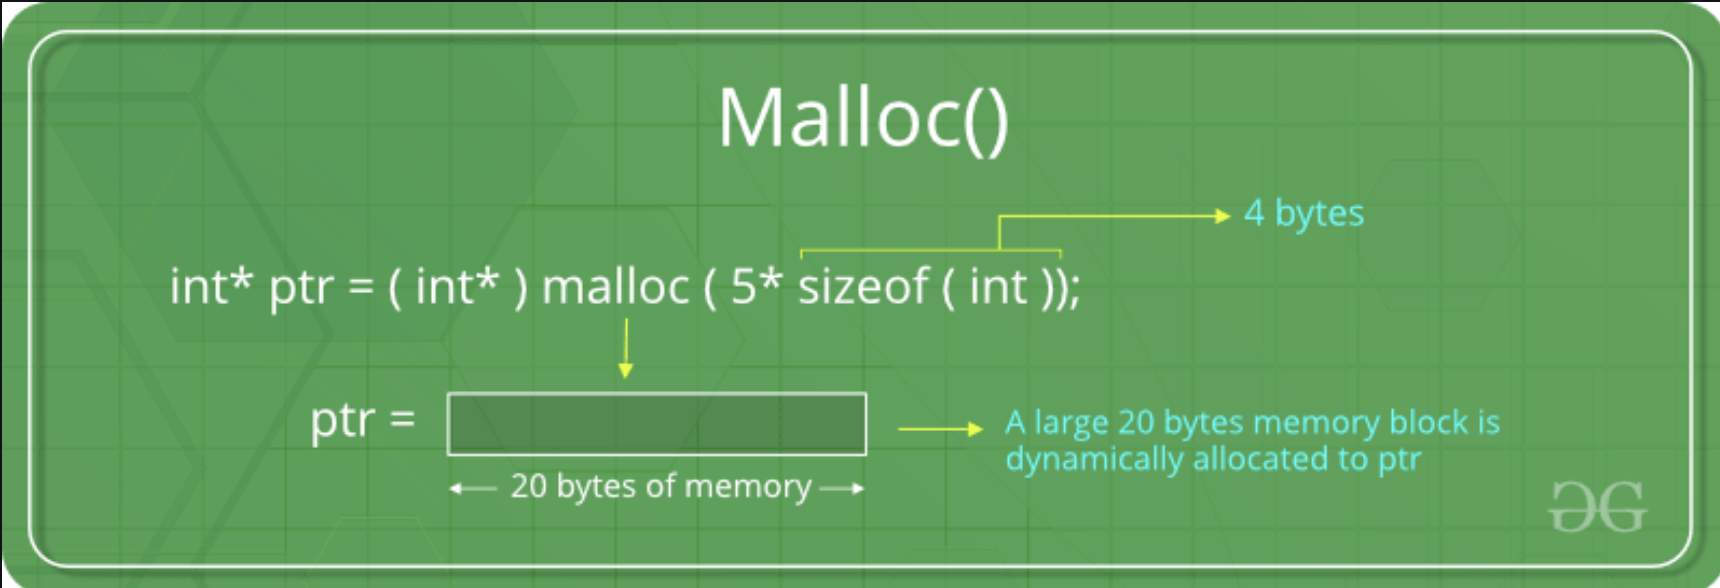 Malloc()
4 bytes
int* ptr = ( int* ) malloc ( 5* sizeof ( int ));
ptr =
A large 20 bytes memory block is
dynamically allocated to ptr
20 bytes of memory